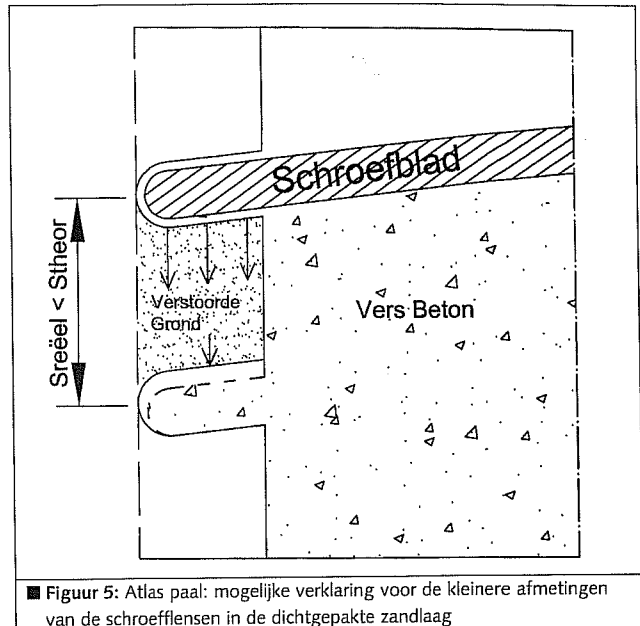 Schroefblad
Sreëel < Stheor
Verstoorde
Grond
Vers Beton
■ Figuur 5: Atlas paal: mogelijke verklaring voor de kleinere afmetingen
van de schroefflensen in de dichtgepakte zandlaag